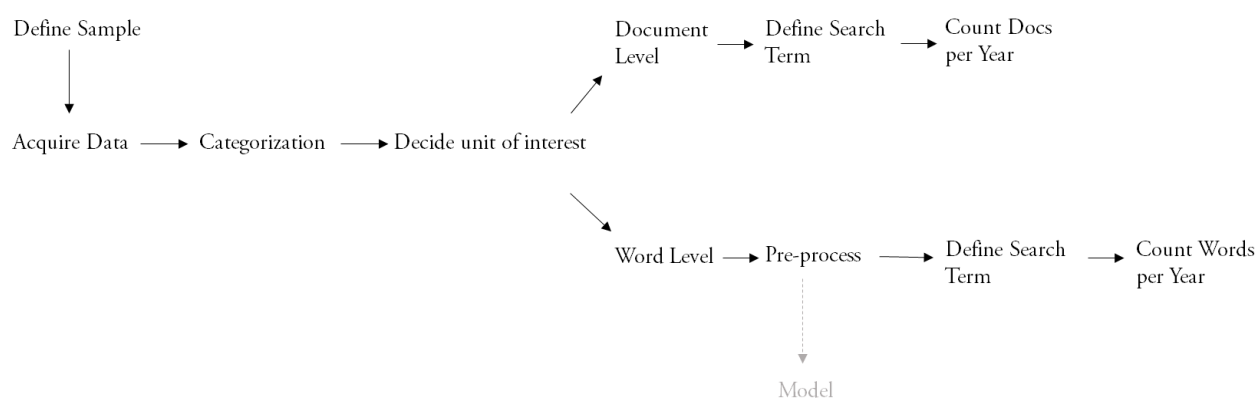 Define Sample
Acquire Data
Categorization
Decide unit of interest
Document
Level
Define Search
Term
Count Docs
per Year
Word Level
Pre-process
Define Search
Term
Count Words
per Year
Model